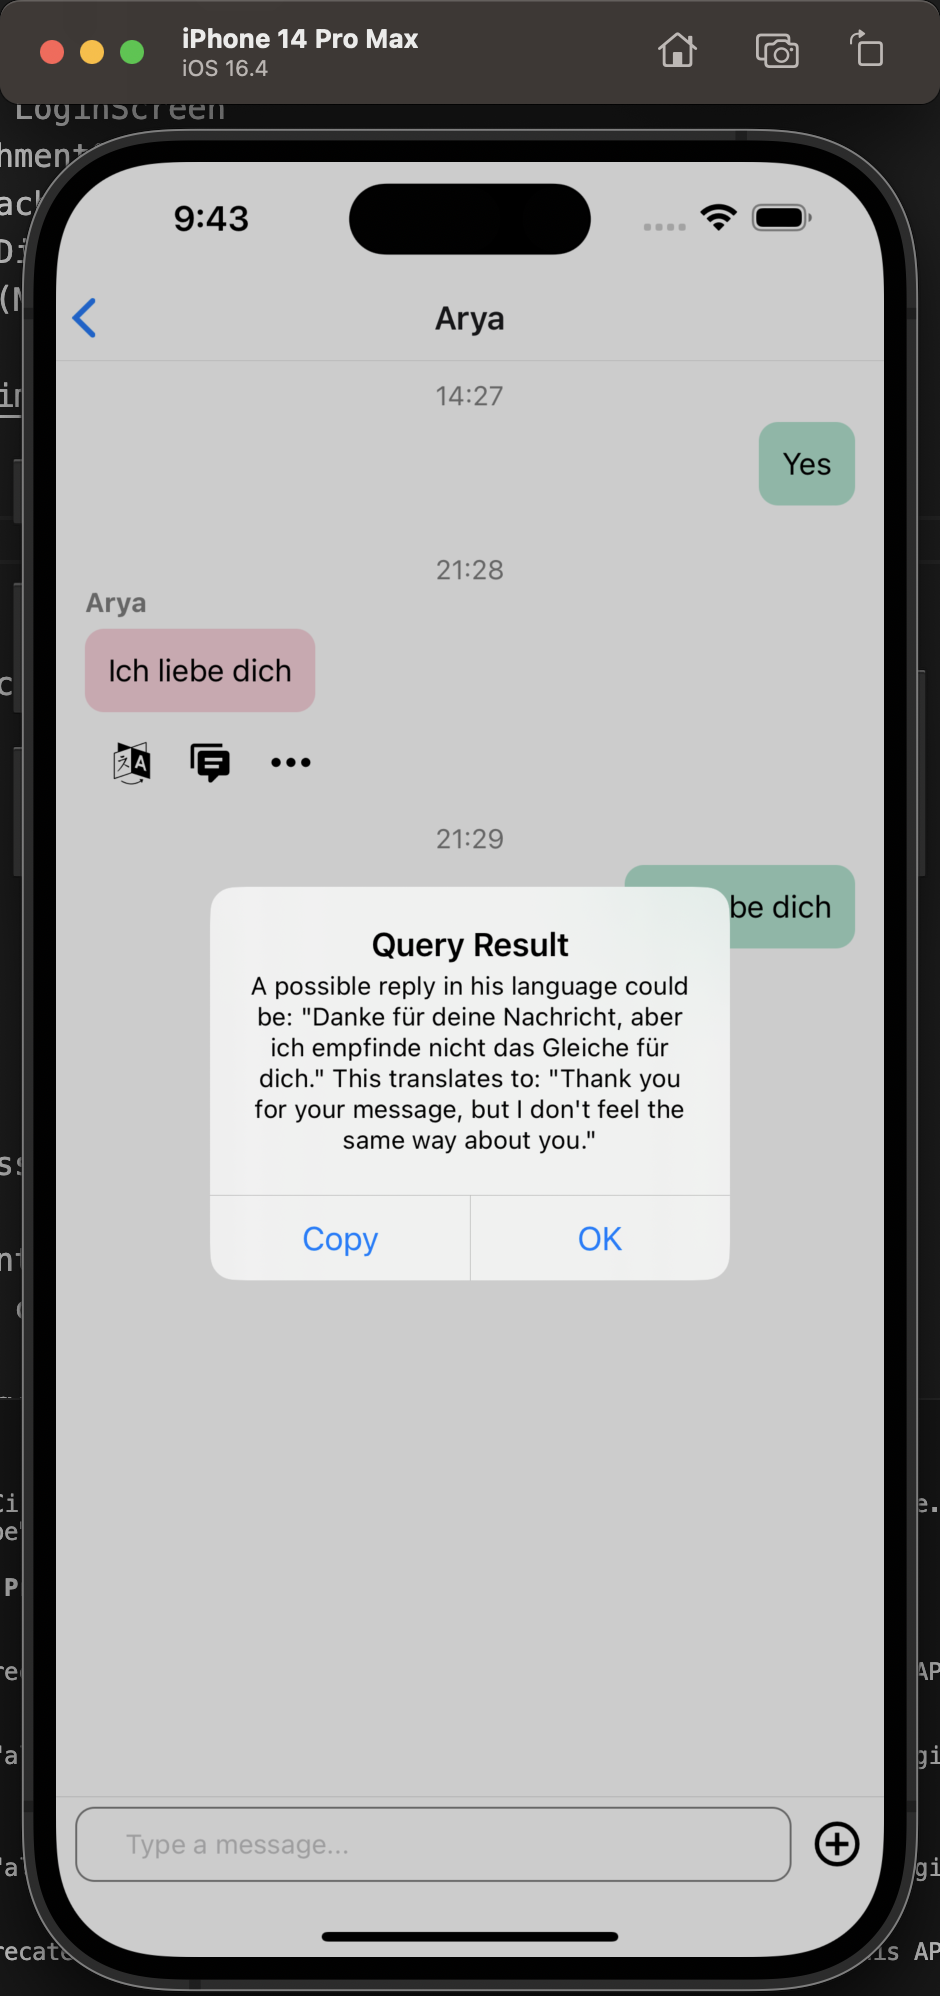 iPhone 14 Pro Max
iOS 16.4
LoginScreen
9:43
Arya
14:27
Yes
21:28
Arya
Ich liebe dich
A
21:29
be dich
Query Result
A possible reply in his language could
be: "Danke für deine Nachricht, aber
ich empfinde nicht das Gleiche für
dich." This translates to: "Thank you
for your message, but I don't feel the
same way about you."
Copy
OK
Type a message...